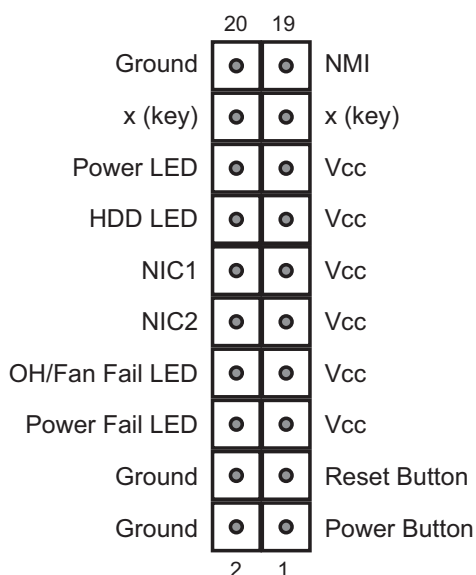 20 19
Ground NMI
x (key) x (key)
Power LED Vcc
HDD LED Vcc
NIC1 Vcc
NIC2 Vcc
OH/Fan Fail LED Vcc
Power Fail LED Vcc
Ground Reset Button
Ground Power Button
2 1